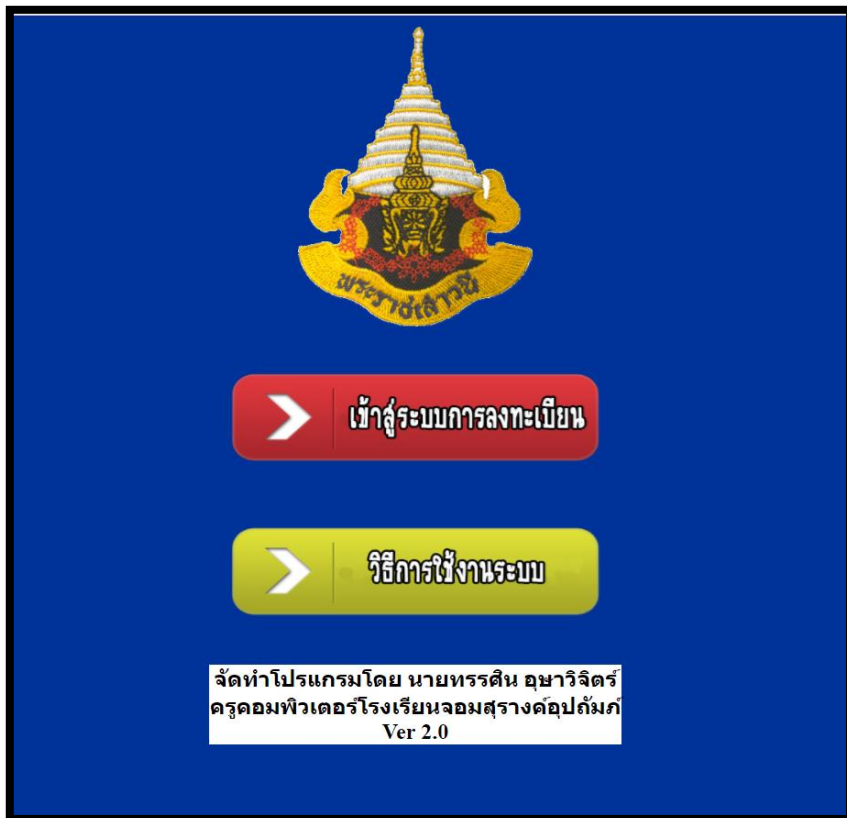 พระราชเสาวนีย์
เข้าสู่ระบบการลงทะเบียน
วิธีการใช้งานระบบ
จัดทำโปรแกรมโดย นายทรรศิน อุษาวิจิตร์
ครูคอมพิวเตอร์โรงเรียนจอมสุรางค์อุปถัมภ์
Ver 2.0